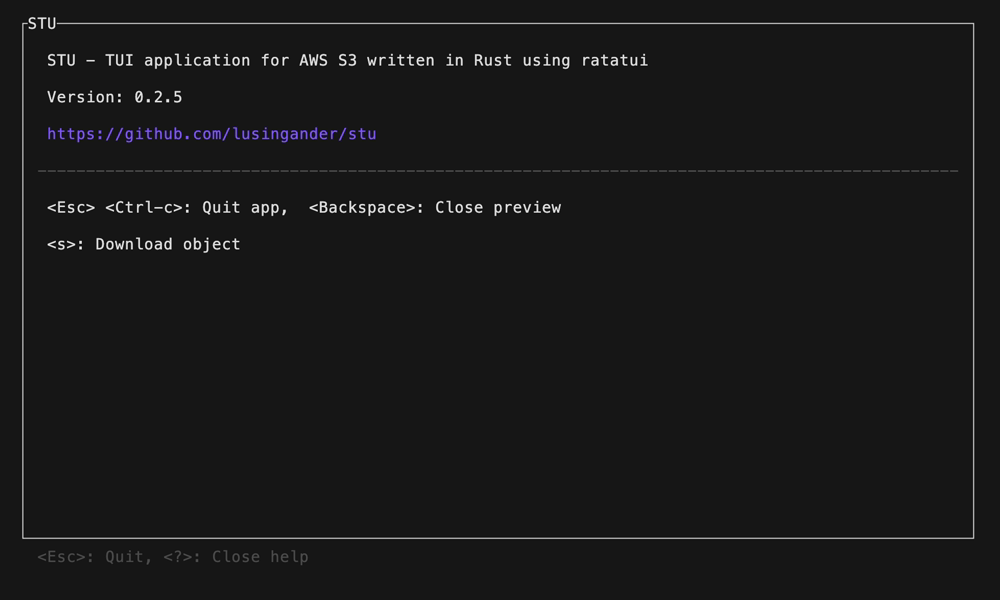 STU
STU – TUI application for AWS S3 written in Rust using ratatui
Version: 0.2.5
https://github.com/lusingander/stu
<Esc> <Ctrl-c>: Quit app,  <Backspace>: Close preview
<s>: Download object
<Esc>: Quit, <?>: Close help